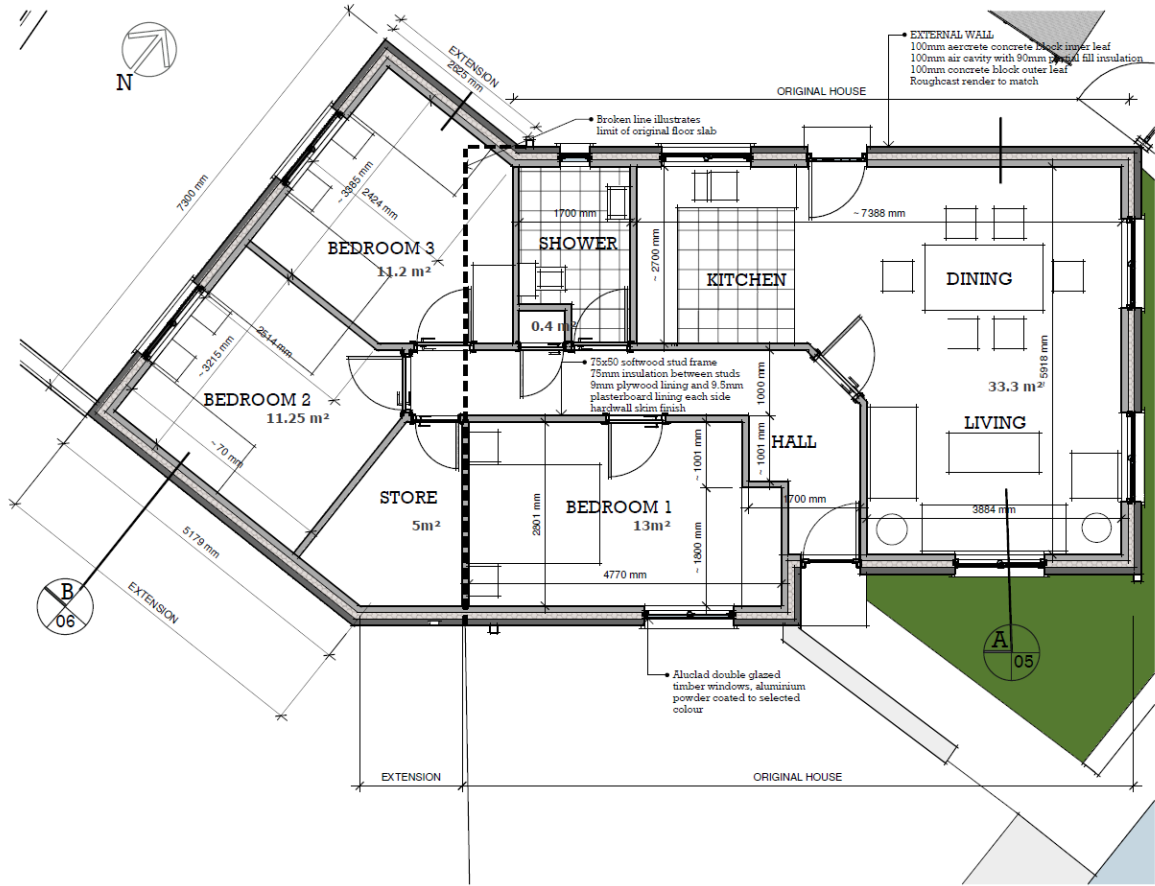 EXTERNAL WALL
100mm aercrete concrete block inner leaf
100mm air cavity with 90mm partial fill insulation
100mm concrete block outer leaf
Roughcast render to match
N
EXTENSION
2625 mm
ORIGINAL HOUSE
Broken line illustrates
limit of original floor slab
7300 mm
~ 3385 mm
2424 mm
1700 mm
~ 7388 mm
BEDROOM 3
11.2 m²
SHOWER
~ 2700 mm
KITCHEN
DINING
0.4 m²
2514 mm
~ 3215 mm
75x50 softwood stud frame
75mm insulation between studs
9mm plywood lining and 9.5mm
plasterboard lining each side
hardwall skim finish
1000 mm
5918 mm
33.3 m²
BEDROOM 2
11.25 m²
LIVING
~ 70 mm
HALL
~ 1001 mm
~ 1001 mm
STORE
5m²
2801 mm
BEDROOM 1
13m²
1700 mm
3884 mm
5179 mm
~ 1800 mm
4770 mm
EXTENSION
B
06
A
05
Aluclad double glazed
timber windows, aluminium
powder coated to selected
colour
EXTENSION
ORIGINAL HOUSE